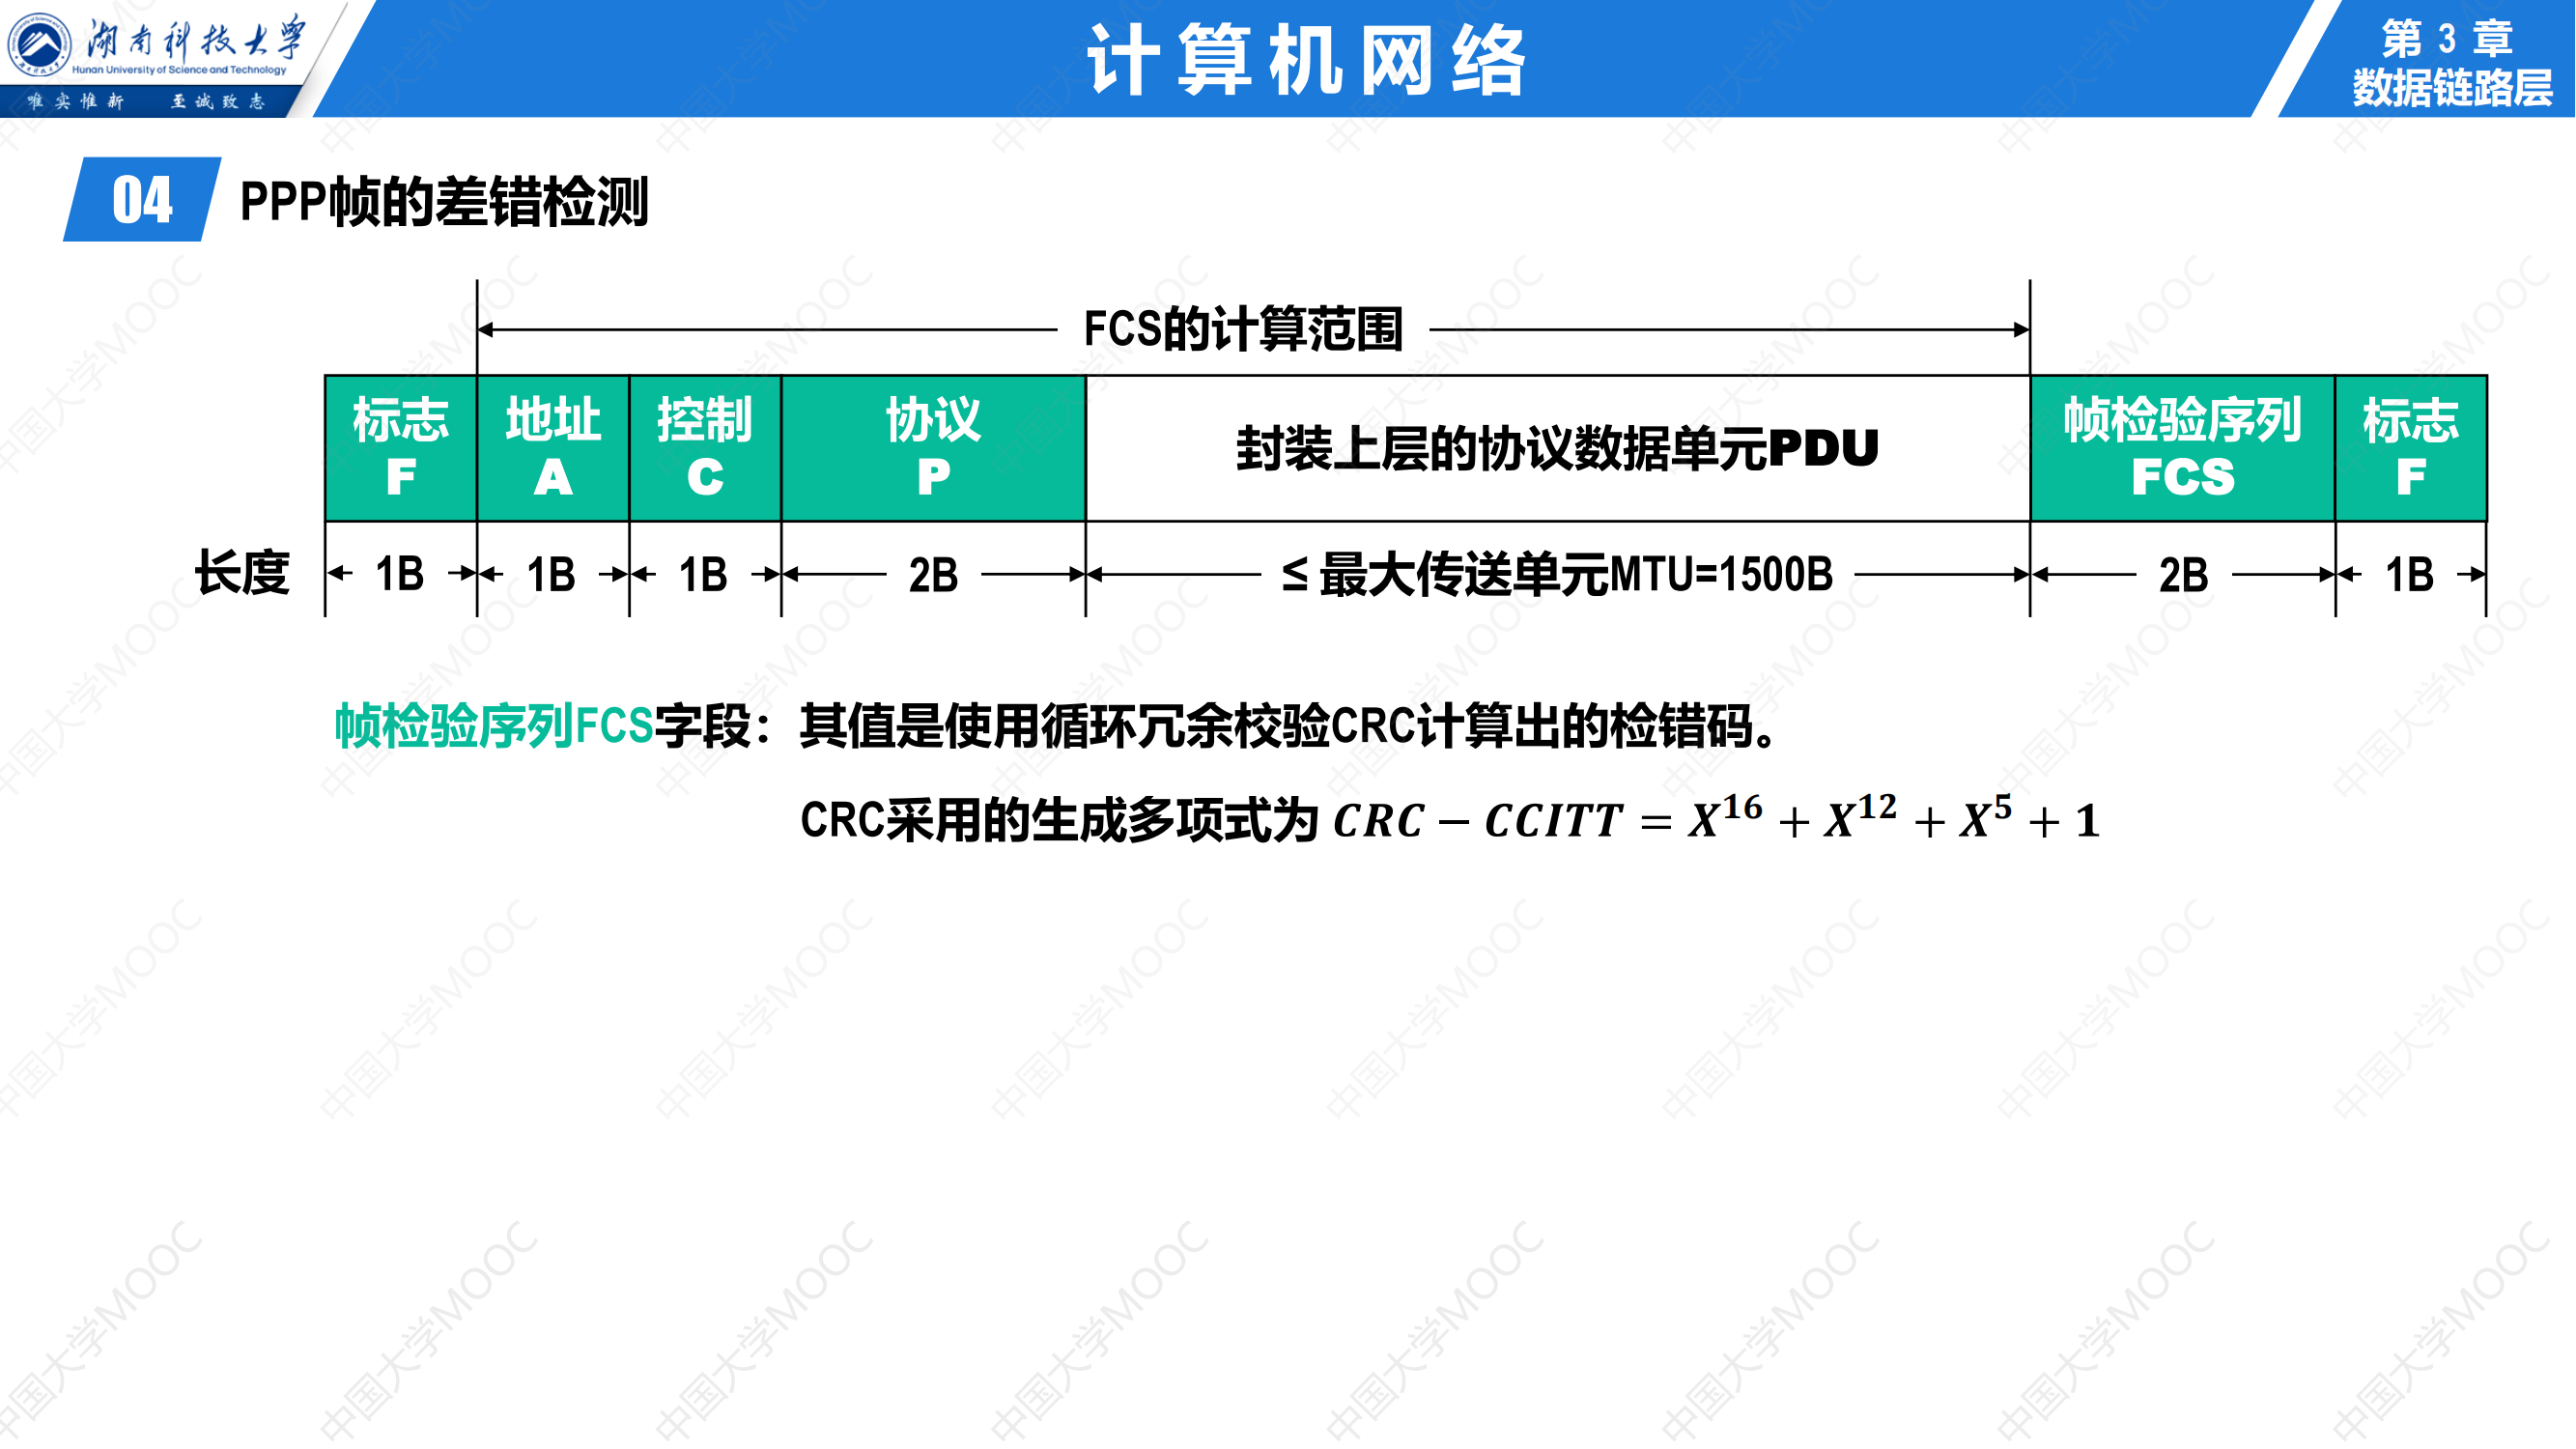 湖南科技大学
Hunan University of Science and Technology
唯实惟新 至诚致志
计算机网络
第 3 章
数据链路层
04 PPP帧的差错检测
FCS的计算范围
标志 地址 控制 协议 封装上层的协议数据单元PDU 帧检验序列 标志
F A C P FCS F
长度 1B 1B 1B 2B ≤ 最大传送单元MTU=1500B 2B 1B
帧检验序列FCS字段：其值是使用循环冗余校验CRC计算出的检错码。
CRC采用的生成多项式为 CRC − CCITT = X¹⁶ + X¹² + X⁵ + 1
中国大学MOOC